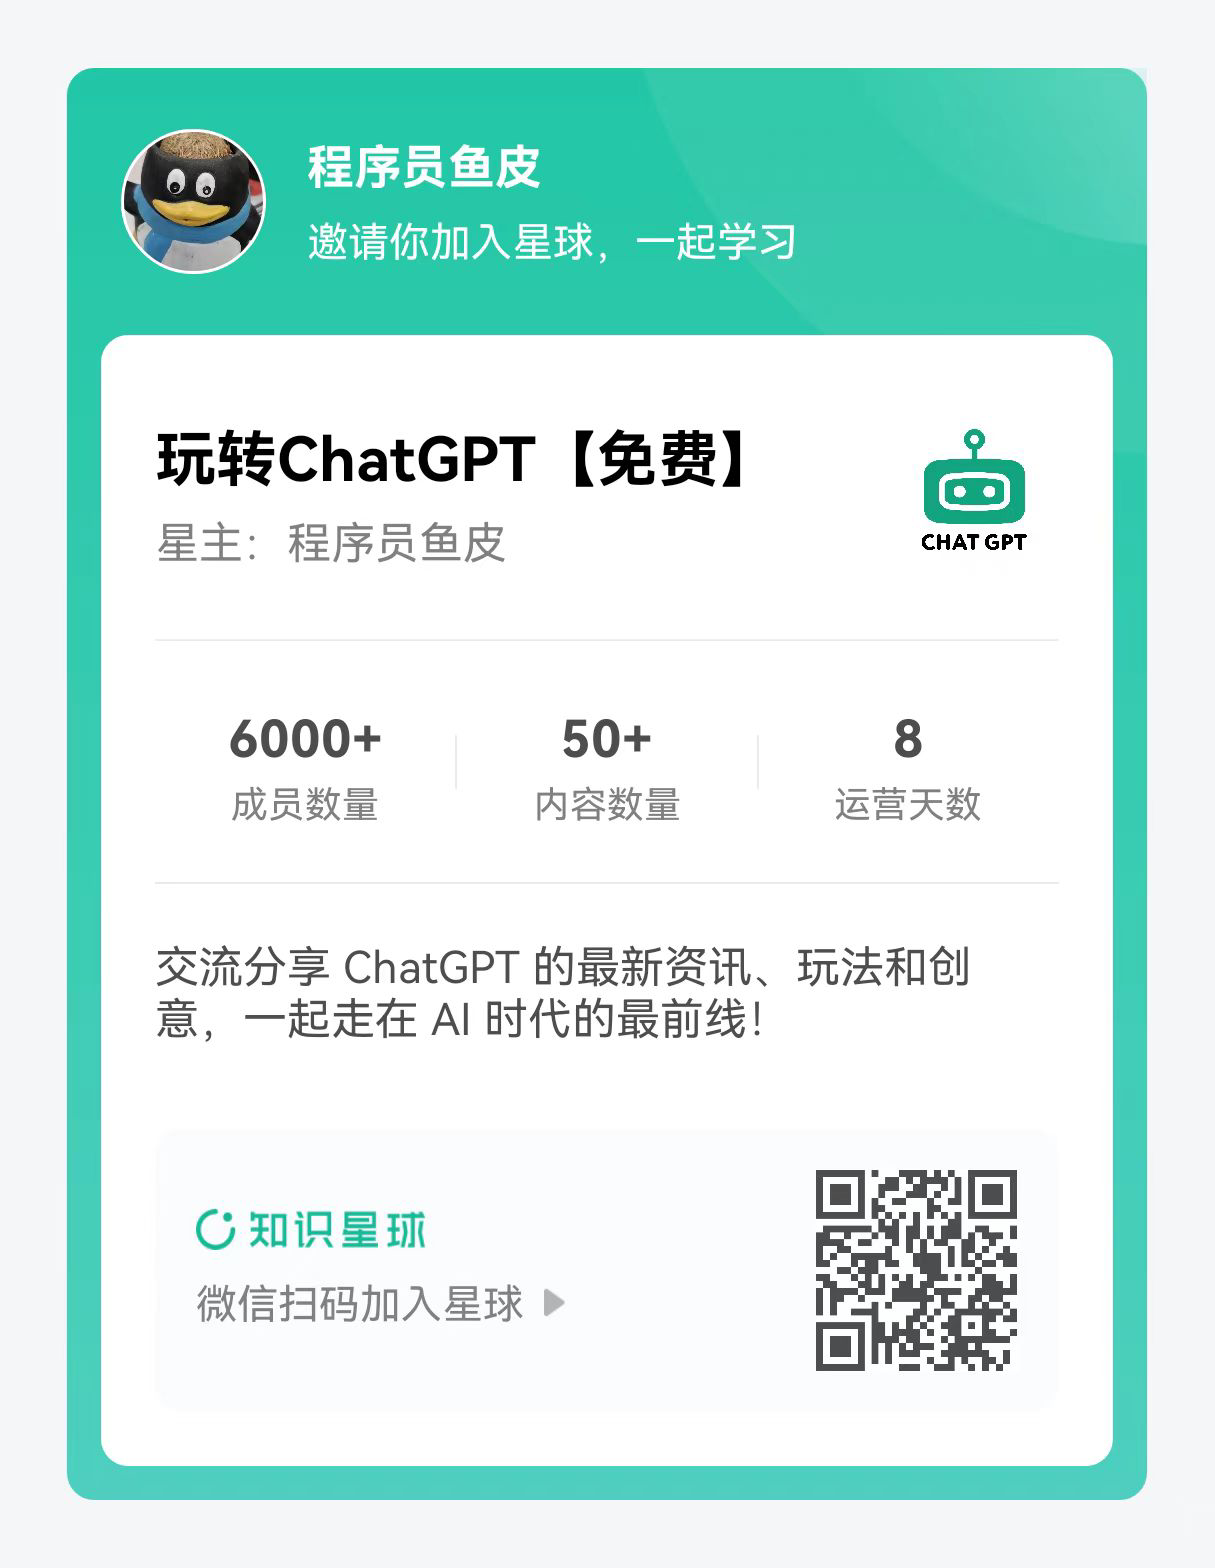 程序员鱼皮
邀请你加入星球，一起学习
玩转ChatGPT【免费】
星主：程序员鱼皮
CHAT GPT
6000+
成员数量
50+
内容数量
8
运营天数
交流分享 ChatGPT 的最新资讯、玩法和创
意，一起走在 AI 时代的最前线！
知识星球
微信扫码加入星球